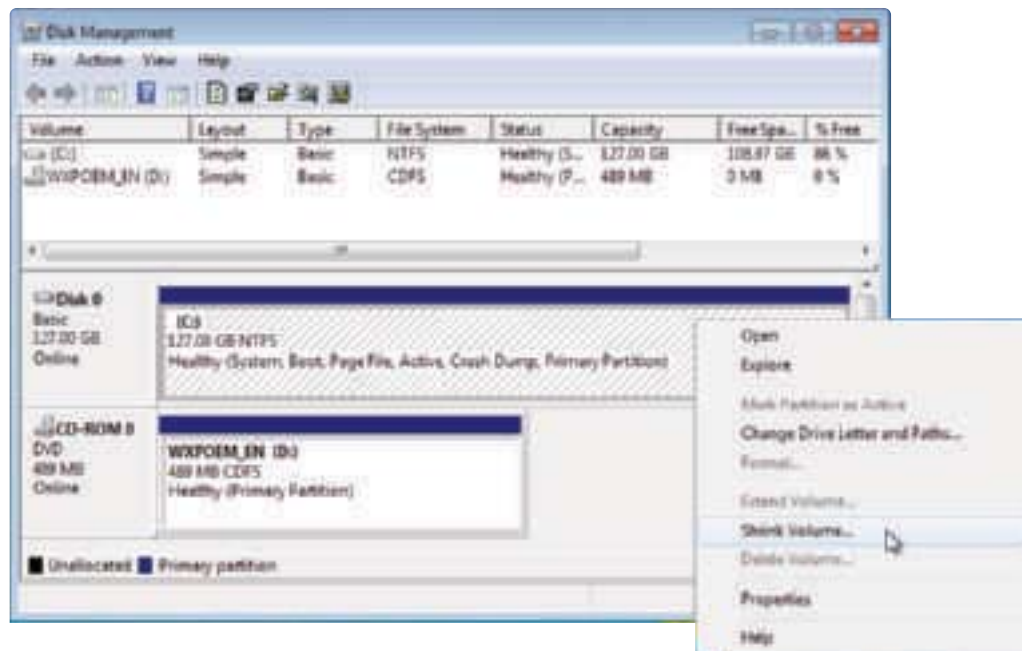 Disk Management
File Action View Help
Volume Layout Type File System Status Capacity Free Spa... % Free
(C:) Simple Basic NTFS Healthy (S... 127.00 GB 108.97 GB 86 %
WXPOEM_EN (D:) Simple Basic CDFS Healthy (P... 489 MB 0 MB 0 %
Disk 0
Basic
127.00 GB
Online
(C:)
127.00 GB NTFS
Healthy (System, Boot, Page File, Active, Crash Dump, Primary Partition)
CD-ROM 0
DVD
489 MB
Online
WXPOEM_EN (D:)
489 MB CDFS
Healthy (Primary Partition)
Unallocated Primary partition
Open
Explore
Mark Partition as Active
Change Drive Letter and Paths...
Format...
Extend Volume...
Shrink Volume...
Delete Volume...
Properties
Help